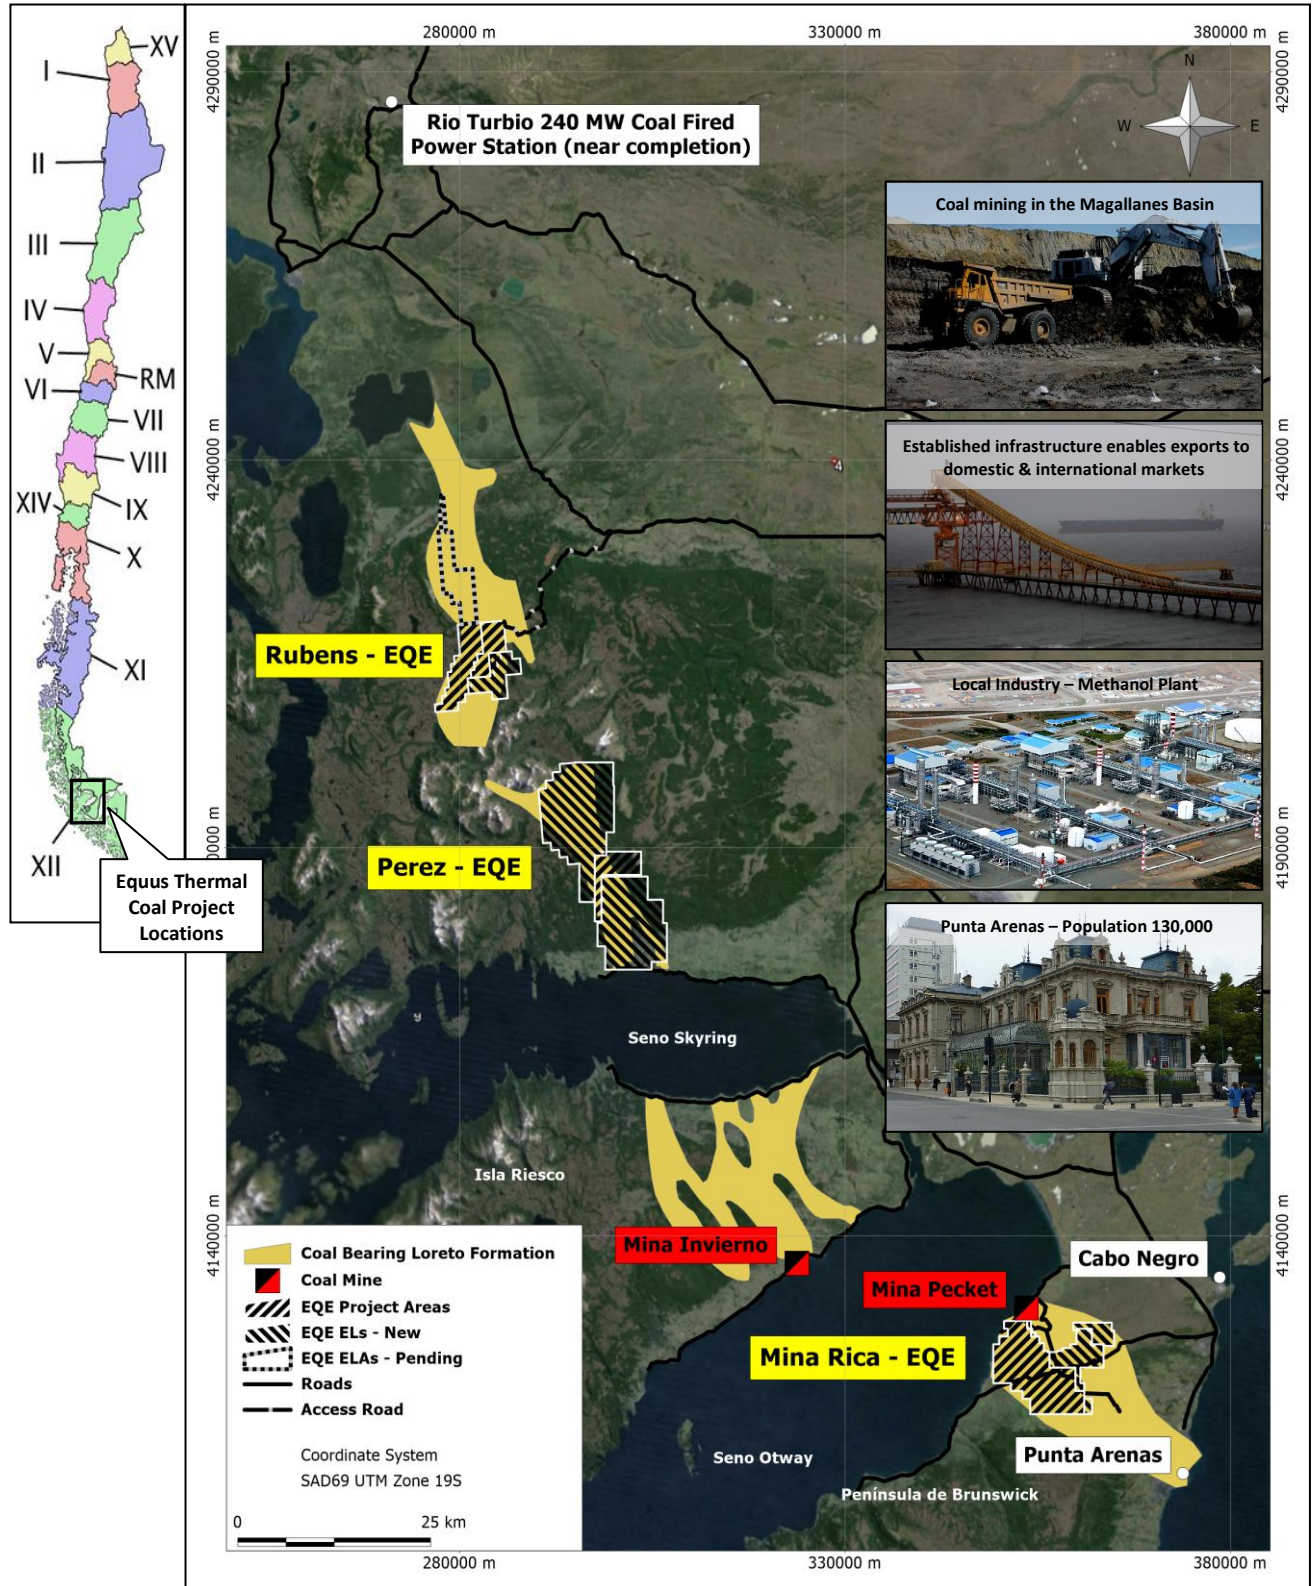 XV
I
II
III
IV
V
RM
VI
VII
VIII
IX
XIV
X
XI
XII
Equus Thermal
Coal Project
Locations
280000 m
330000 m
380000 m
4290000 m
4290000 m
N
W
E
Rio Turbio 240 MW Coal Fired
Power Station (near completion)
Coal mining in the Magallanes Basin
4240000 m
4240000 m
4
Established infrastructure enables exports to
domestic & international markets
Rubens - EQE
Local Industry – Methanol Plant
Perez - EQE
0000 m
4190000 m
Punta Arenas – Population 130,000
Seno Skyring
Isla Riesco
4140000 m
4140000 m
Mina Invierno
Cabo Negro
Mina Pecket
Mina Rica - EQE
Punta Arenas
Seno Otway
Península de Brunswick
Coal Bearing Loreto Formation
Coal Mine
EQE Project Areas
EQE ELs - New
EQE ELAs - Pending
Roads
Access Road
Coordinate System
SAD69 UTM Zone 19S
0
25 km
280000 m
330000 m
380000 m